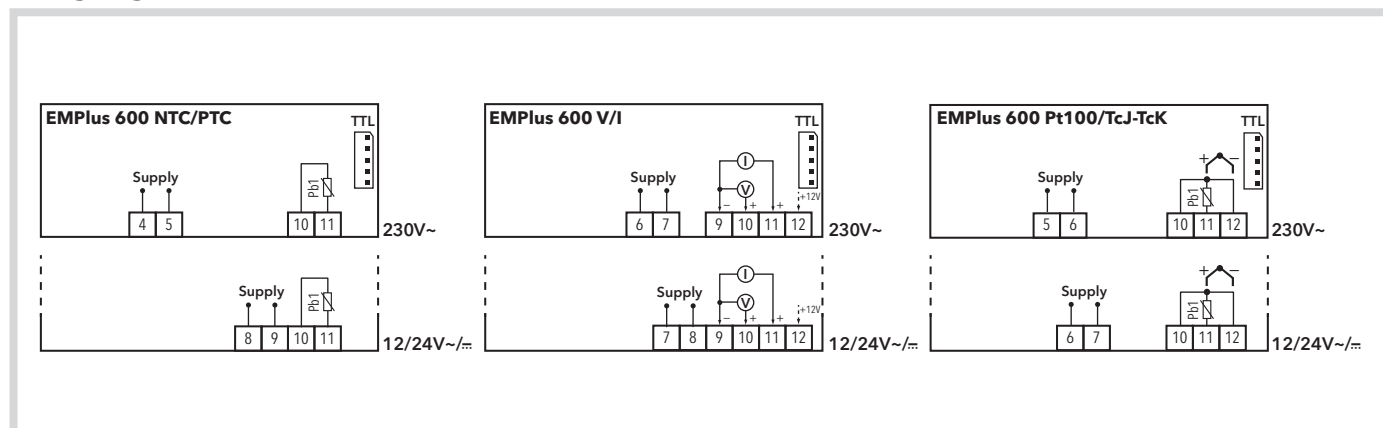 EMPlus 600 NTC/PTC
TTL
Supply
Pb1
4 5
10 11
230V~
Supply
Pb1
8 9 10 11
12/24V~/⎓
EMPlus 600 V/I
TTL
I
Supply
V
+12V
– + +
6 7
9 10 11 12
230V~
I
Supply
V
+12V
– + +
7 8 9 10 11 12
12/24V~/⎓
EMPlus 600 Pt100/TcJ-TcK
TTL
+ –
Supply
Pb1
5 6
10 11 12
230V~
+ –
Supply
Pb1
6 7
10 11 12
12/24V~/⎓